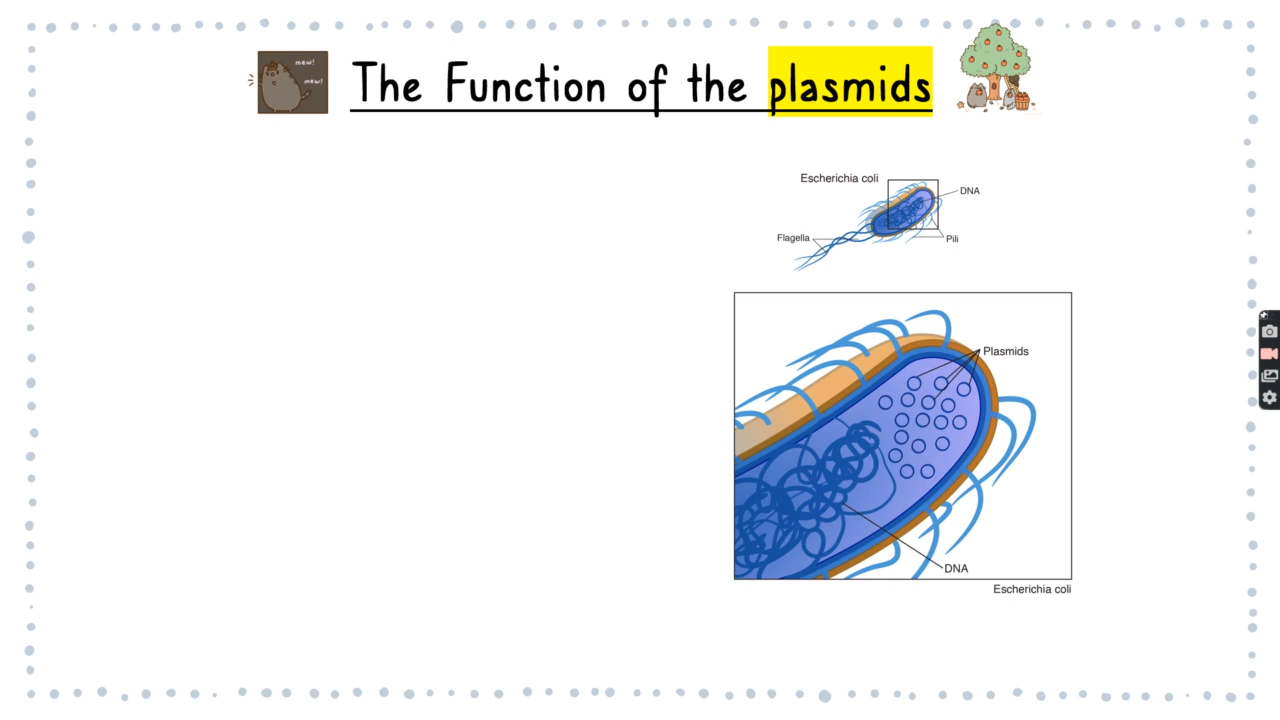 mew!
mew!
The Function of the plasmids
Escherichia coli
DNA
Flagella
Pili
Plasmids
DNA
Escherichia coli